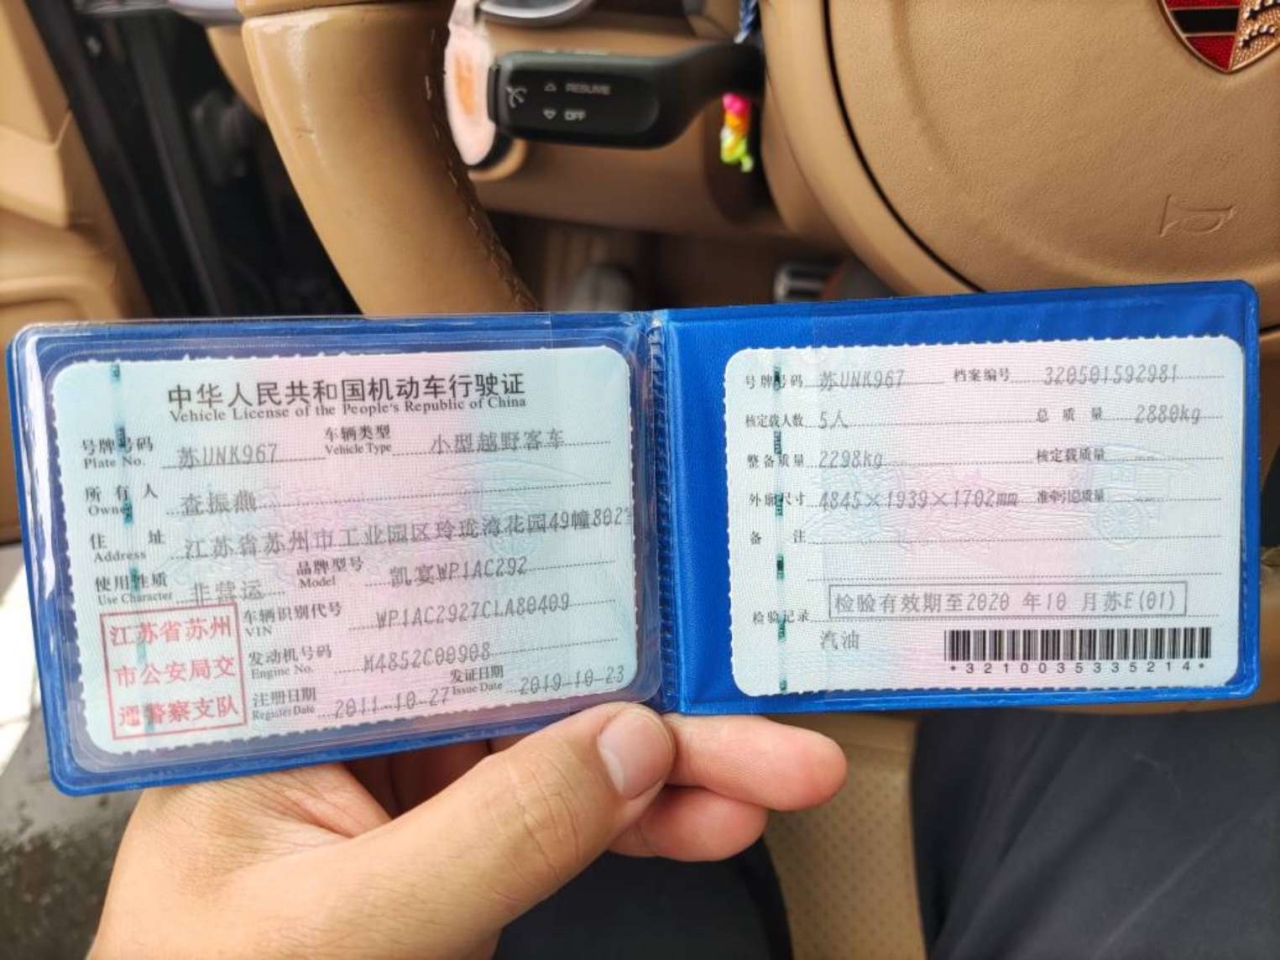 RESUME
OFF
中华人民共和国机动车行驶证
Vehicle License of the People's Republic of China
号牌号码 苏UNK967 车辆类型 小型越野客车
Plate No. Vehicle Type
所有人 查振燕
Owner
住址 江苏省苏州市工业园区玲珑湾花园49幢802
Address
使用性质 非营运 品牌型号 凯宴WP1AC292
Use Character Model
江苏省苏州
市公安局交
巡警察支队
车辆识别代号 WP1AC2927CLA80409
VIN
发动机号码 M4852C00908
Engine No.
注册日期 2011-10-27 发证日期 2019-10-23
Register Date Issue Date
号牌号码 苏UNK967 档案编号 320501592981
核定载人数 5人 总质量 2880kg
整备质量 2298kg 核定载质量
外廓尺寸 4845×1939×1702mm 准牵引总质量
备注
检验记录 检验有效期至2020 年10 月苏E(01)
汽油
*3210035335214*